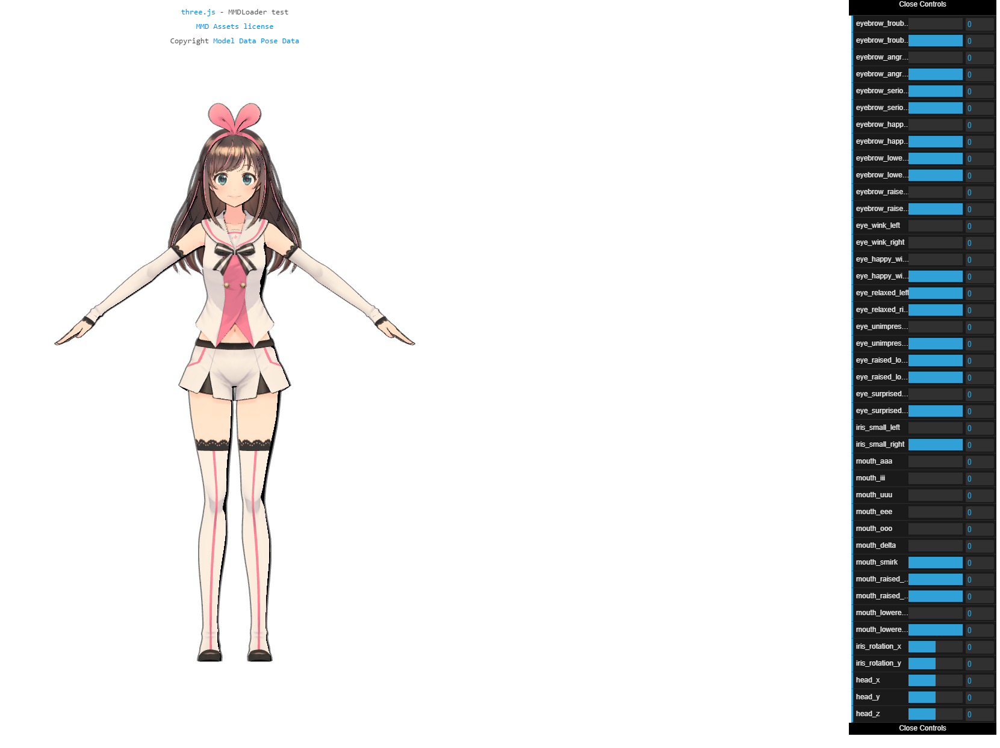 three.js - MMDLoader test
MMD Assets license
Copyright Model Data Pose Data
Close Controls
eyebrow_troub... 0
eyebrow_troub... 0
eyebrow_angr... 0
eyebrow_angr... 0
eyebrow_serio... 0
eyebrow_serio... 0
eyebrow_happ... 0
eyebrow_happ... 0
eyebrow_lowe... 0
eyebrow_lowe... 0
eyebrow_raise... 0
eyebrow_raise... 0
eye_wink_left 0
eye_wink_right 0
eye_happy_wi... 0
eye_happy_wi... 0
eye_relaxed_left 0
eye_relaxed_ri... 0
eye_unimpres... 0
eye_unimpres... 0
eye_raised_lo... 0
eye_raised_lo... 0
eye_surprised... 0
eye_surprised... 0
iris_small_left 0
iris_small_right 0
mouth_aaa 0
mouth_iii 0
mouth_uuu 0
mouth_eee 0
mouth_ooo 0
mouth_delta 0
mouth_smirk 0
mouth_raised_... 0
mouth_raised_... 0
mouth_lowere... 0
mouth_lowere... 0
iris_rotation_x 0
iris_rotation_y 0
head_x 0
head_y 0
head_z 0
Close Controls